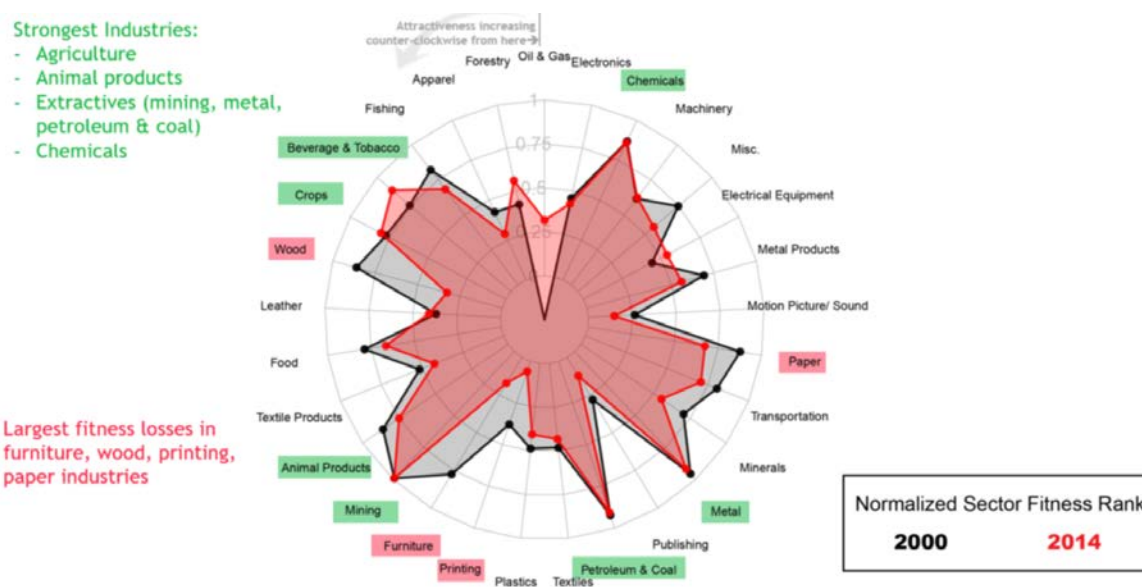 Strongest Industries:
- Agriculture
- Animal products
- Extractives (mining, metal,
petroleum & coal)
- Chemicals
Largest fitness losses in
furniture, wood, printing,
paper industries
Attractiveness increasing
counter-clockwise from here→
Oil & Gas
Electronics
Chemicals
Machinery
Misc.
Electrical Equipment
Metal Products
Motion Picture/ Sound
Paper
Transportation
Minerals
Metal
Publishing
Petroleum & Coal
Textiles
Plastics
Printing
Furniture
Mining
Animal Products
Textile Products
Food
Leather
Wood
Crops
Beverage & Tobacco
Fishing
Apparel
Forestry
1
0.75
0.5
0.25
Normalized Sector Fitness Rank
2000 2014